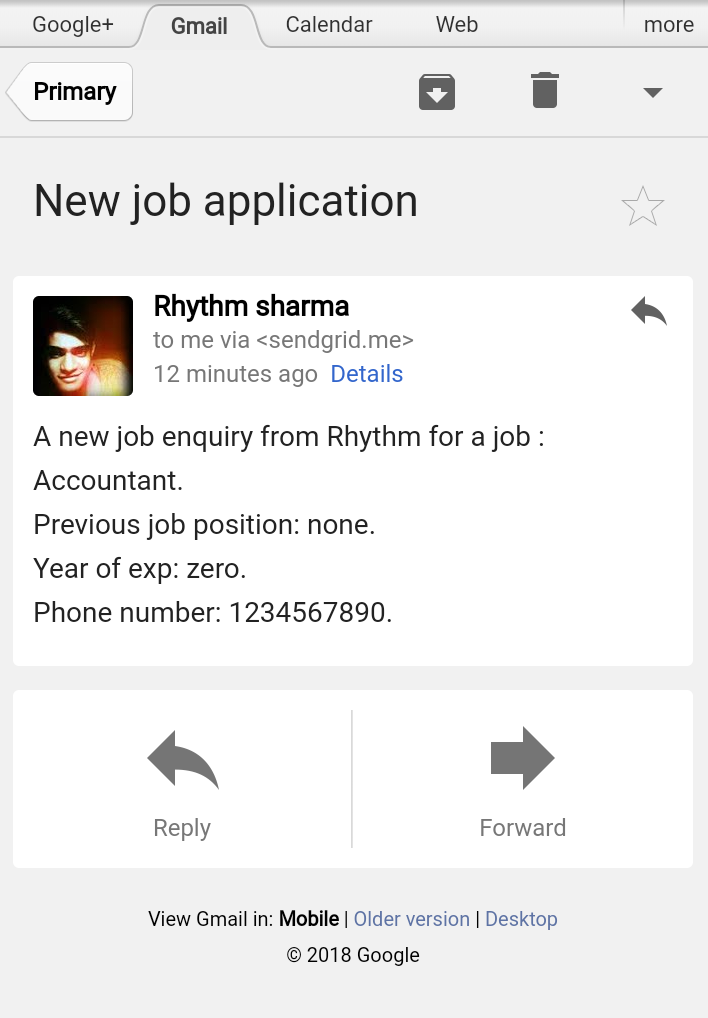 Google+ Gmail Calendar Web more
Primary
New job application
Rhythm sharma
to me via <sendgrid.me>
12 minutes ago Details
A new job enquiry from Rhythm for a job :
Accountant.
Previous job position: none.
Year of exp: zero.
Phone number: 1234567890.
Reply Forward
View Gmail in: Mobile | Older version | Desktop
© 2018 Google